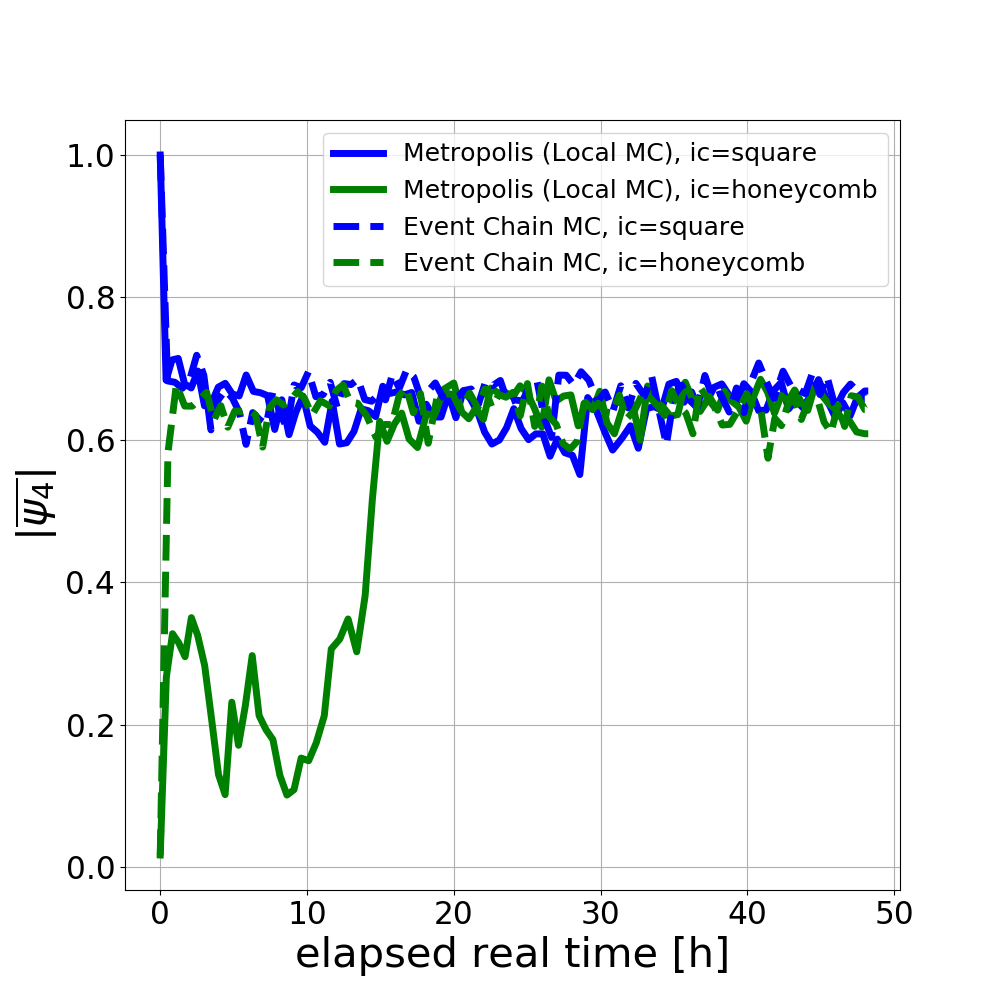 1.0
0.8
0.6
0.4
0.2
0.0
|ψ̅₄|
Metropolis (Local MC), ic=square
Metropolis (Local MC), ic=honeycomb
Event Chain MC, ic=square
Event Chain MC, ic=honeycomb
0 10 20 30 40 50
elapsed real time [h]